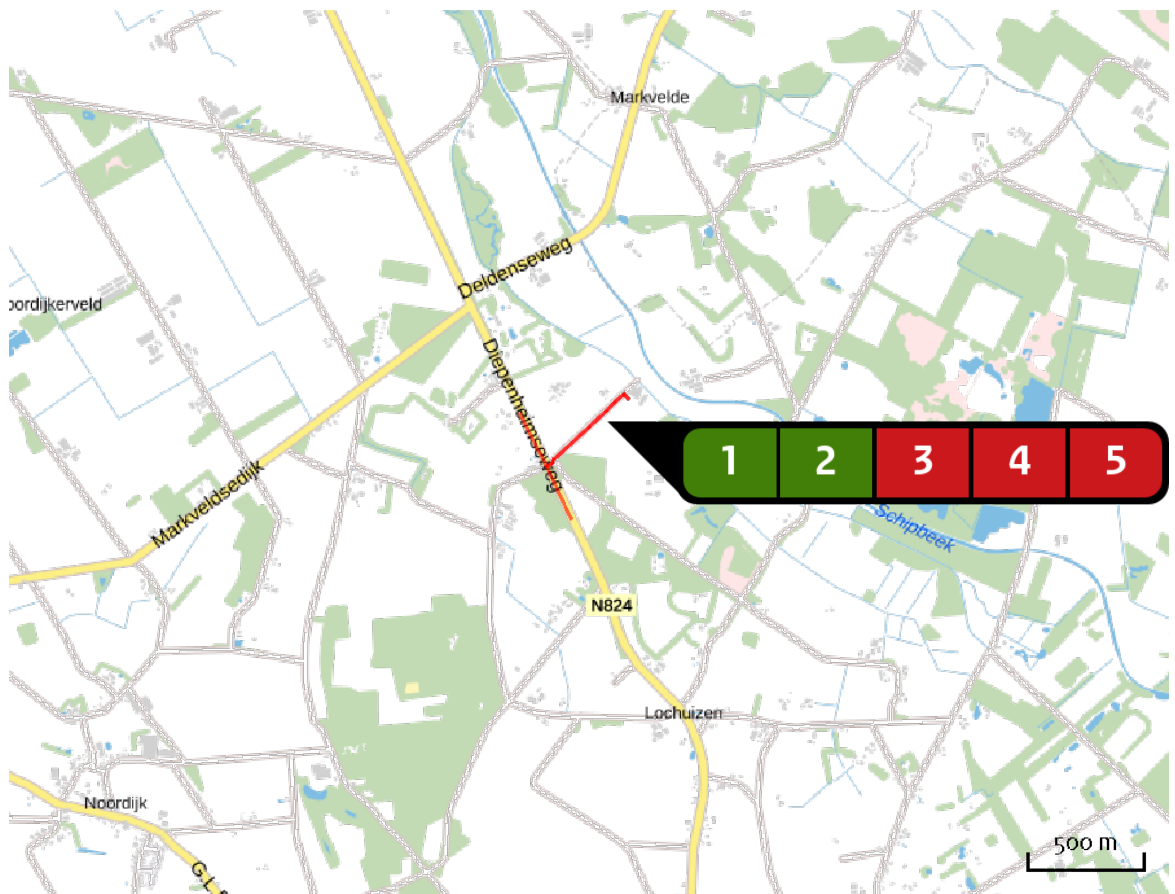 Markvelde
Deldenseweg
oordijkerveld
Diepenheimseweg
1 2 3 4 5
Markveldsedijk
Schipbeek
N824
Lochuizen
Noordijk
500 m